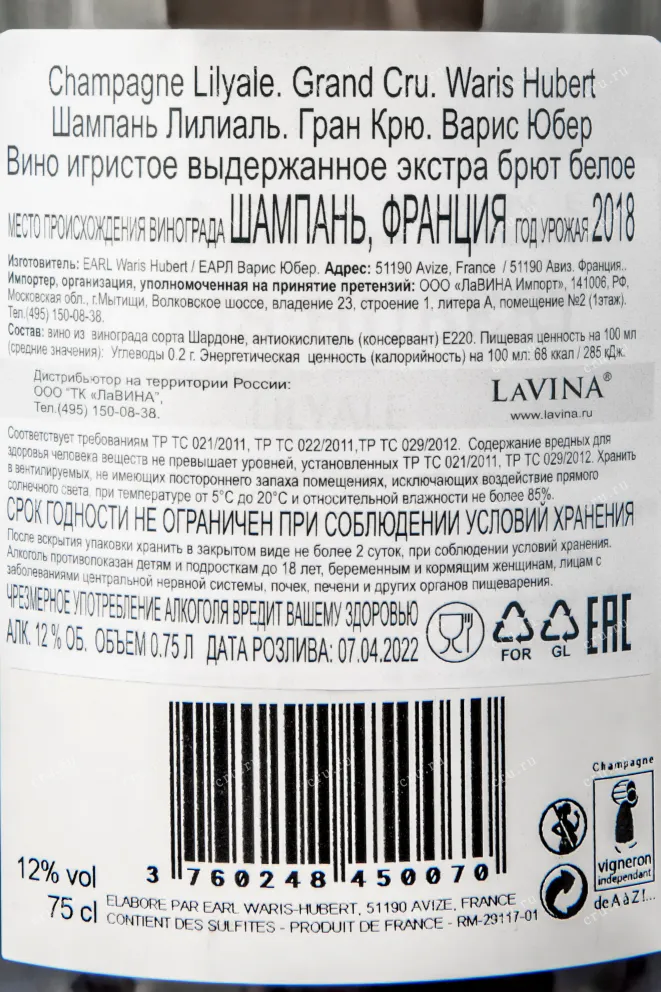 Champagne Lilyale. Grand Cru. Waris Hubert
Шампань Лилиаль. Гран Крю. Варис Юбер
Вино игристое выдержанное экстра брют белое
МЕСТО ПРОИСХОЖДЕНИЯ ВИНОГРАДА ШАМПАНЬ, ФРАНЦИЯ ГОД УРОЖАЯ 2018
Изготовитель: EARL Waris Hubert / ЕАРЛ Варис Юбер. Адрес: 51190 Avize, France / 51190 Авиз, Франция..
Импортер, организация, уполномоченная на принятие претензий: ООО «ЛаВИНА Импорт», 141006, РФ,
Московская обл., г.Мытищи, Волковское шоссе, владение 23, строение 1, литера А, помещение №2 (1этаж).
Тел.(495) 150-08-38.
Состав: вино из винограда сорта Шардоне, антиокислитель (консервант) Е220. Пищевая ценность на 100 мл
(средние значения): Углеводы 0.2 г. Энергетическая ценность (калорийность) на 100 мл: 68 ккал / 285 кДж.
Дистрибьютор на территории России:
ООО "ТК «ЛаВИНА",
Тел.(495) 150-08-38.
LAVINA®
www.lavina.ru
LILYALE
Соответствует требованиям ТР ТС 021/2011, ТР ТС 022/2011,ТР ТС 029/2012. Содержание вредных для
здоровья человека веществ не превышает уровней, установленных ТР ТС 021/2011, ТР ТС 029/2012. Хранить
в вентилируемых, не имеющих постороннего запаха помещениях, исключающих воздействие прямого
солнечного света, при температуре от 5°C до 20°C и относительной влажности не более 85%.
СРОК ГОДНОСТИ НЕ ОГРАНИЧЕН ПРИ СОБЛЮДЕНИИ УСЛОВИЙ ХРАНЕНИЯ
После вскрытия упаковки хранить в закрытом виде не более 2 суток, при соблюдении условий хранения.
Алкоголь противопоказан детям и подросткам до 18 лет, беременным и кормящим женщинам, лицам с
заболеваниями центральной нервной системы, почек, печени и других органов пищеварения.
ЧРЕЗМЕРНОЕ УПОТРЕБЛЕНИЕ АЛКОГОЛЯ ВРЕДИТ ВАШЕМУ ЗДОРОВЬЮ
АЛК. 12 % ОБ. ОБЪЕМ 0.75 Л ДАТА РОЗЛИВА: 07.04.2022
FOR
GL
EAC
3 760248 450070
12% vol
75 cl
ELABORE PAR EARL WARIS-HUBERT, 51190 AVIZE, FRANCE
CONTIENT DES SULFITES - PRODUIT DE FRANCE - RM-29117-01
Champagne
vigneron
indépendant
de A à Z!...